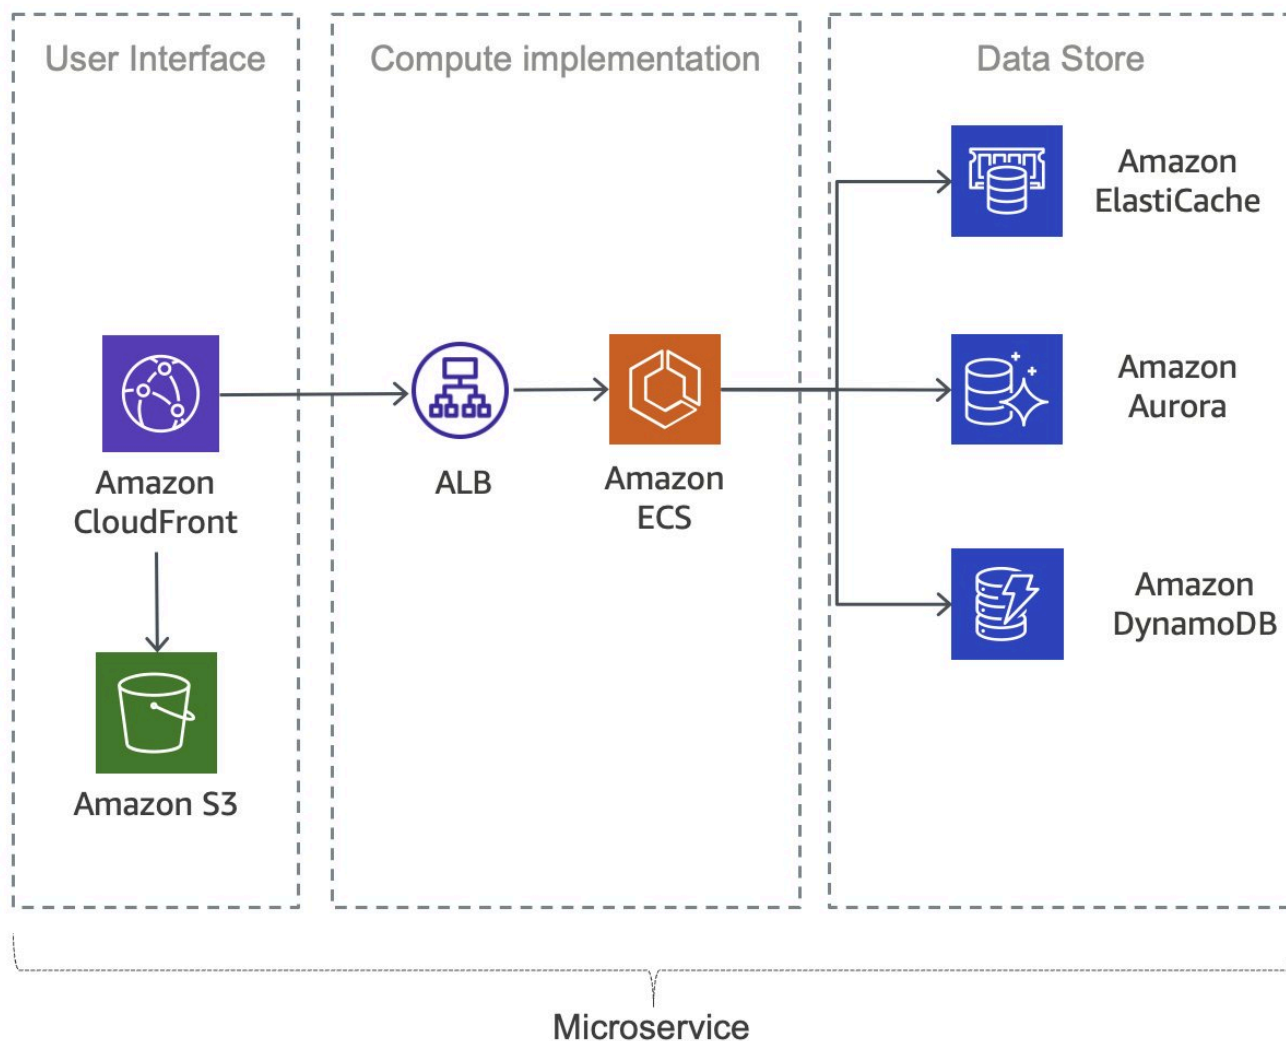 User Interface
Compute implementation
Data Store
Amazon
CloudFront
Amazon S3
ALB
Amazon
ECS
Amazon
ElastiCache
Amazon
Aurora
Amazon
DynamoDB
Microservice